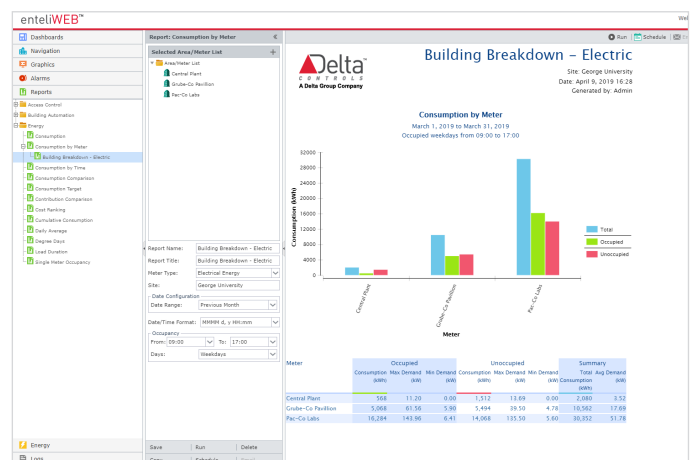 enteliWEB™
Wel
Dashboards
Navigation
Graphics
Alarms
Reports
Access Control
Building Automation
Energy
Consumption
Consumption by Meter
Building Breakdown - Electric
Consumption by Time
Consumption Comparison
Consumption Target
Contribution Comparison
Cost Ranking
Cumulative Consumption
Daily Average
Degree Days
Load Duration
Single Meter Occupancy
Energy
Logs
Report: Consumption by Meter
Selected Area/Meter List
Area/Meter List
Central Plant
Grube-Co Pavilion
Pac-Co Labs
Report Name: Building Breakdown - Electric
Report Title: Building Breakdown - Electric
Meter Type: Electrical Energy
Site: George University
Date Configuration
Date Range: Previous Month
Date/Time Format: MMMM d, y HH:mm
Occupancy
From: 09:00 To: 17:00
Days: Weekdays
Save Run Delete
Run Schedule
Delta™
CONTROLS
A Delta Group Company
Building Breakdown - Electric
Site: George University
Date: April 9, 2019 16:28
Generated by: Admin
Consumption by Meter
March 1, 2019 to March 31, 2019
Occupied weekdays from 09:00 to 17:00
Consumption (kWh)
32000
28000
24000
20000
16000
12000
8000
4000
0
Central Plant
Grube-Co Pavilion
Pac-Co Labs
Meter
Total
Occupied
Unoccupied
Meter Occupied Unoccupied Summary
Consumption Max Demand Min Demand Consumption Max Demand Min Demand Total Avg Demand
(kWh) (kW) (kW) (kWh) (kW) (kW) Consumption (kW)
(kWh)
Central Plant 568 11.20 0.00 1,512 13.69 0.00 2,080 3.52
Grube-Co Pavilion 5,068 61.56 5.90 5,494 39.50 4.78 10,562 17.69
Pac-Co Labs 16,284 143.96 6.41 14,068 135.50 5.60 30,352 51.78